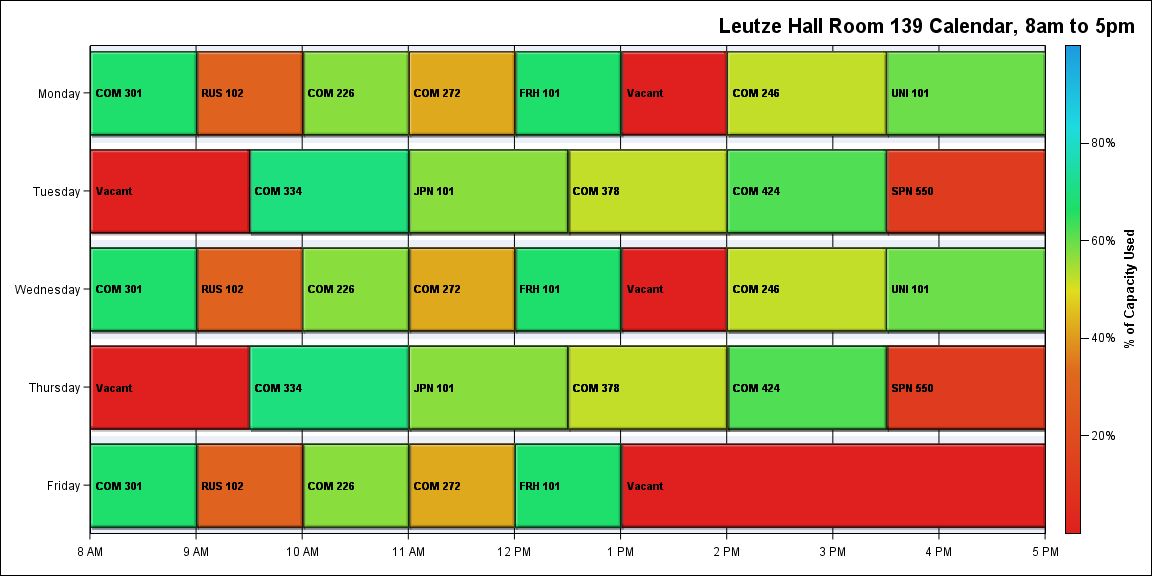 Leutze Hall Room 139 Calendar, 8am to 5pm
Monday
COM 301 RUS 102 COM 226 COM 272 FRH 101 Vacant COM 246 UNI 101
Tuesday
Vacant COM 334 JPN 101 COM 378 COM 424 SPN 550
Wednesday
COM 301 RUS 102 COM 226 COM 272 FRH 101 Vacant COM 246 UNI 101
Thursday
Vacant COM 334 JPN 101 COM 378 COM 424 SPN 550
Friday
COM 301 RUS 102 COM 226 COM 272 FRH 101 Vacant
8 AM 9 AM 10 AM 11 AM 12 PM 1 PM 2 PM 3 PM 4 PM 5 PM
80%
60%
40%
20%
% of Capacity Used